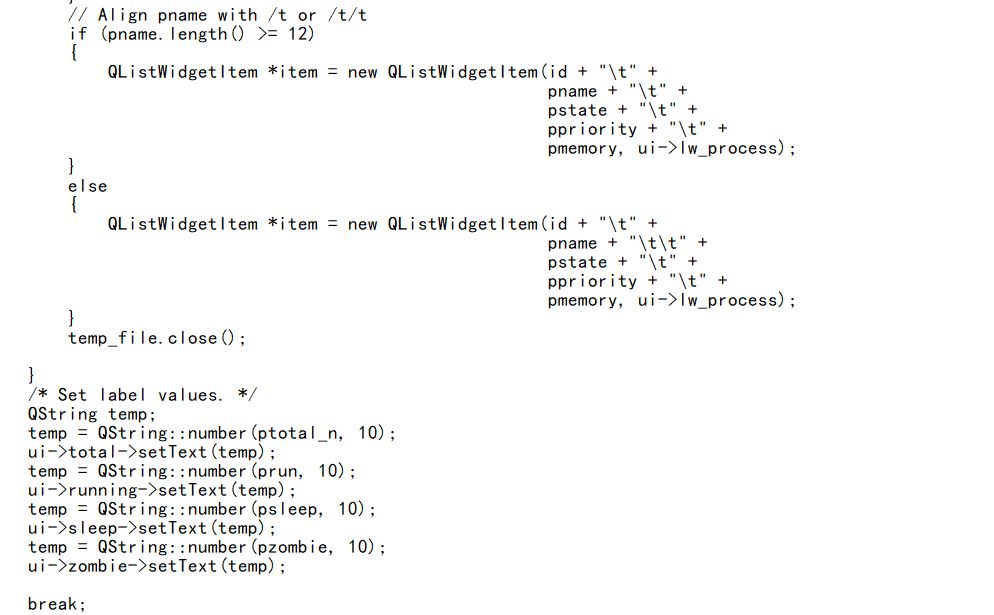 // Align pname with /t or /t/t
if (pname.length() >= 12)
{
QListWidgetItem *item = new QListWidgetItem(id + "\t" +
pname + "\t" +
pstate + "\t" +
ppriority + "\t" +
pmemory, ui->lw_process);
}
else
{
QListWidgetItem *item = new QListWidgetItem(id + "\t" +
pname + "\t\t" +
pstate + "\t" +
ppriority + "\t" +
pmemory, ui->lw_process);
}
temp_file.close();
}
/* Set label values. */
QString temp;
temp = QString::number(ptotal_n, 10);
ui->total->setText(temp);
temp = QString::number(prun, 10);
ui->running->setText(temp);
temp = QString::number(psleep, 10);
ui->sleep->setText(temp);
temp = QString::number(pzombie, 10);
ui->zombie->setText(temp);
break;